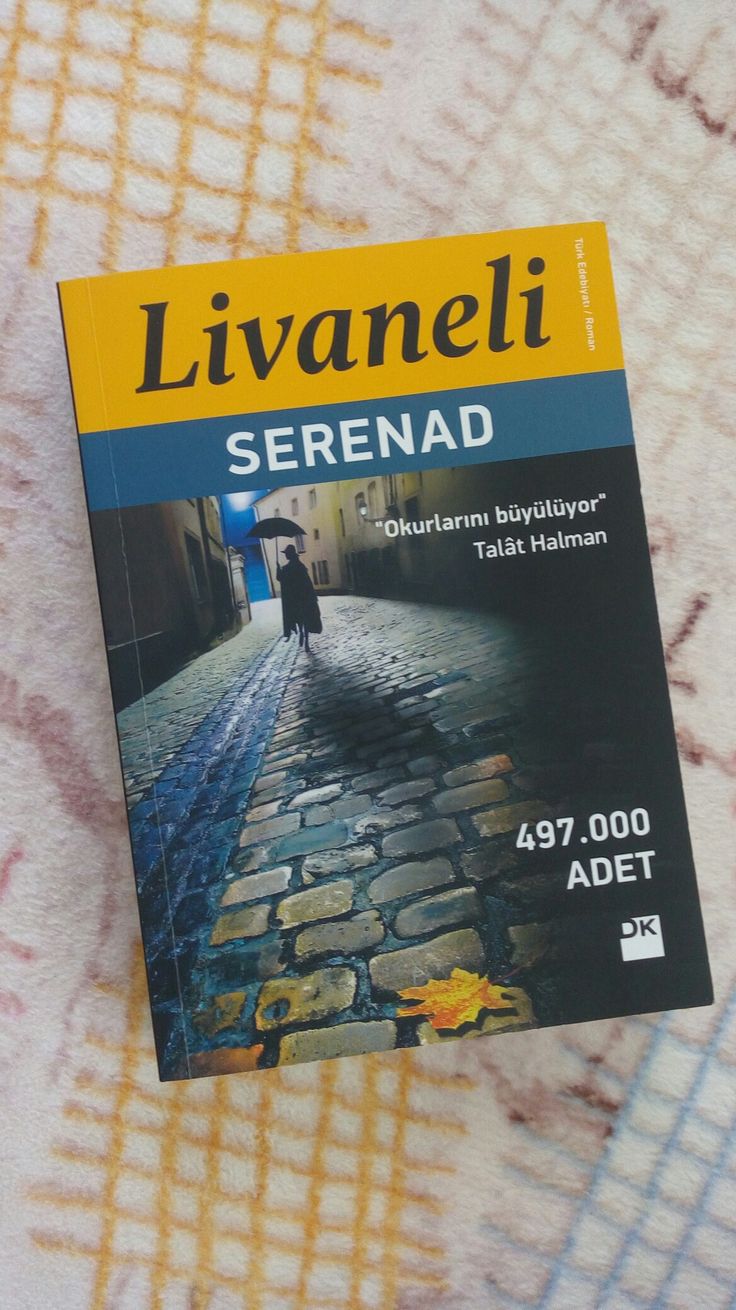 Livaneli
Türk Edebiyatı / Roman
SERENAD
"Okurlarını büyülüyor"
Talât Halman
497.000
ADET
DK